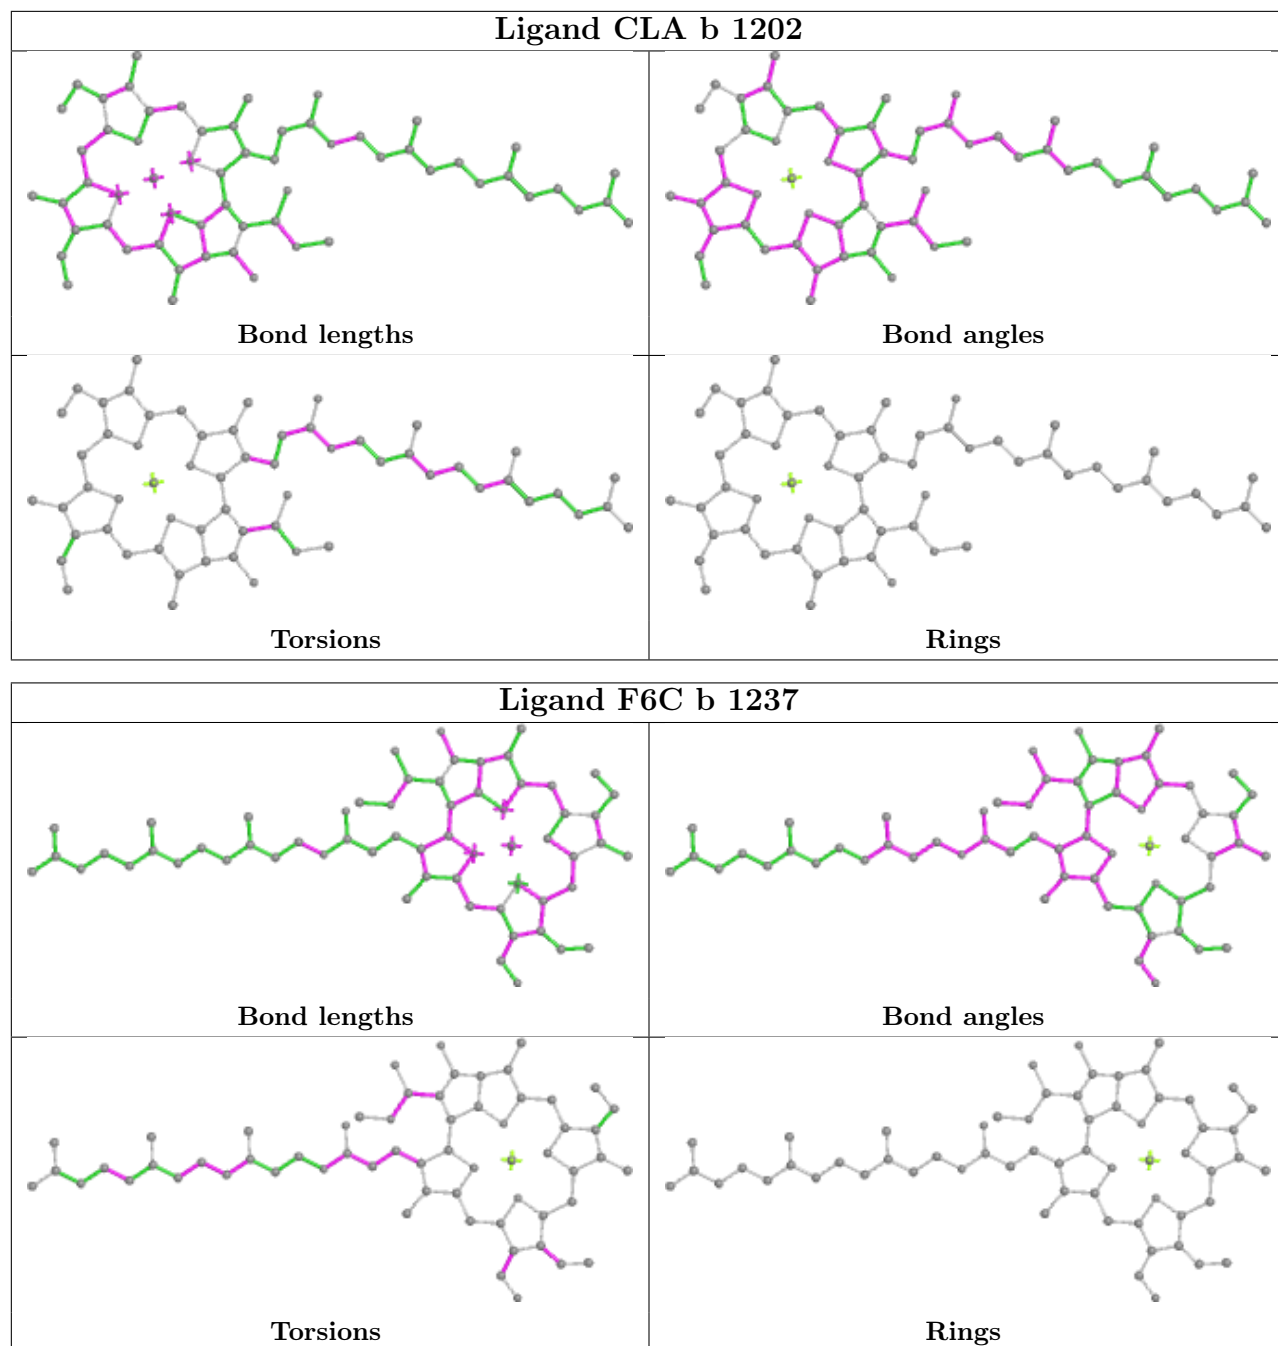 Ligand CLA b 1202
Bond lengths
Bond angles
Torsions
Rings
Ligand F6C b 1237
Bond lengths
Bond angles
Torsions
Rings